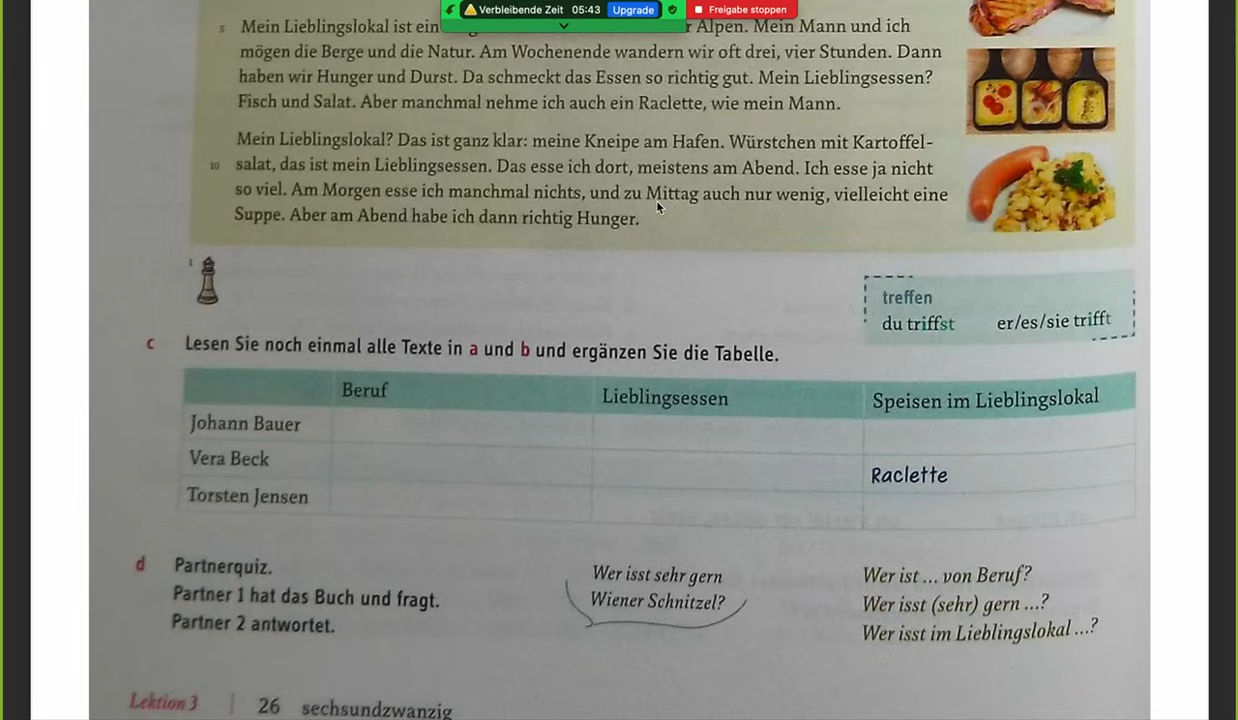 Verbleibende Zeit 05:43 Upgrade Freigabe stoppen
5 Mein Lieblingslokal ist ein r Alpen. Mein Mann und ich
mögen die Berge und die Natur. Am Wochenende wandern wir oft drei, vier Stunden. Dann
haben wir Hunger und Durst. Da schmeckt das Essen so richtig gut. Mein Lieblingsessen?
Fisch und Salat. Aber manchmal nehme ich auch ein Raclette, wie mein Mann.
Mein Lieblingslokal? Das ist ganz klar: meine Kneipe am Hafen. Würstchen mit Kartoffel-
10 salat, das ist mein Lieblingsessen. Das esse ich dort, meistens am Abend. Ich esse ja nicht
so viel. Am Morgen esse ich manchmal nichts, und zu Mittag auch nur wenig, vielleicht eine
Suppe. Aber am Abend habe ich dann richtig Hunger.
1
treffen
du triffst er/es/sie trifft
c Lesen Sie noch einmal alle Texte in a und b und ergänzen Sie die Tabelle.
Beruf Lieblingsessen Speisen im Lieblingslokal
Johann Bauer
Vera Beck Raclette
Torsten Jensen
d Partnerquiz.
Partner 1 hat das Buch und fragt.
Partner 2 antwortet.
Wer isst sehr gern
Wiener Schnitzel?
Wer ist ... von Beruf?
Wer isst (sehr) gern ...?
Wer isst im Lieblingslokal ...?
Lektion 3 | 26 sechsundzwanzig